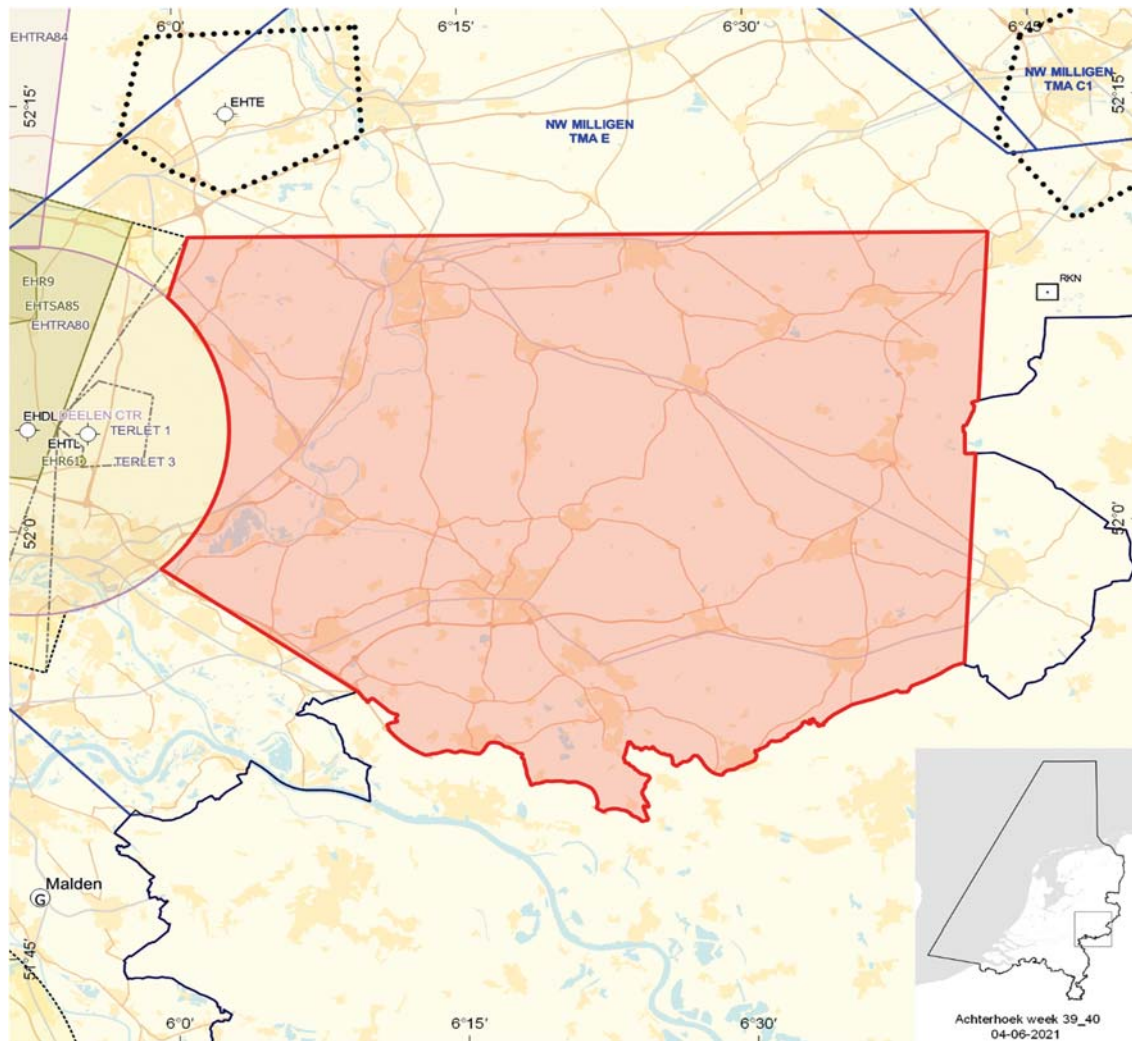 6°0'
6°15'
6°30'
6°45'
EHTRA84
52°15'
EHTE
NW MILLIGEN
TMA E
NW MILLIGEN
TMA C1
52°15'
EHR9
EHTSA85
EHTRA80
RKN
EHDL
DEELEN CTR
TERLET 1
EHTL
TERLET 3
52°0'
52°0'
Malden
G
51°45'
6°0'
6°15'
6°30'
Achterhoek week 39_40
04-06-2021